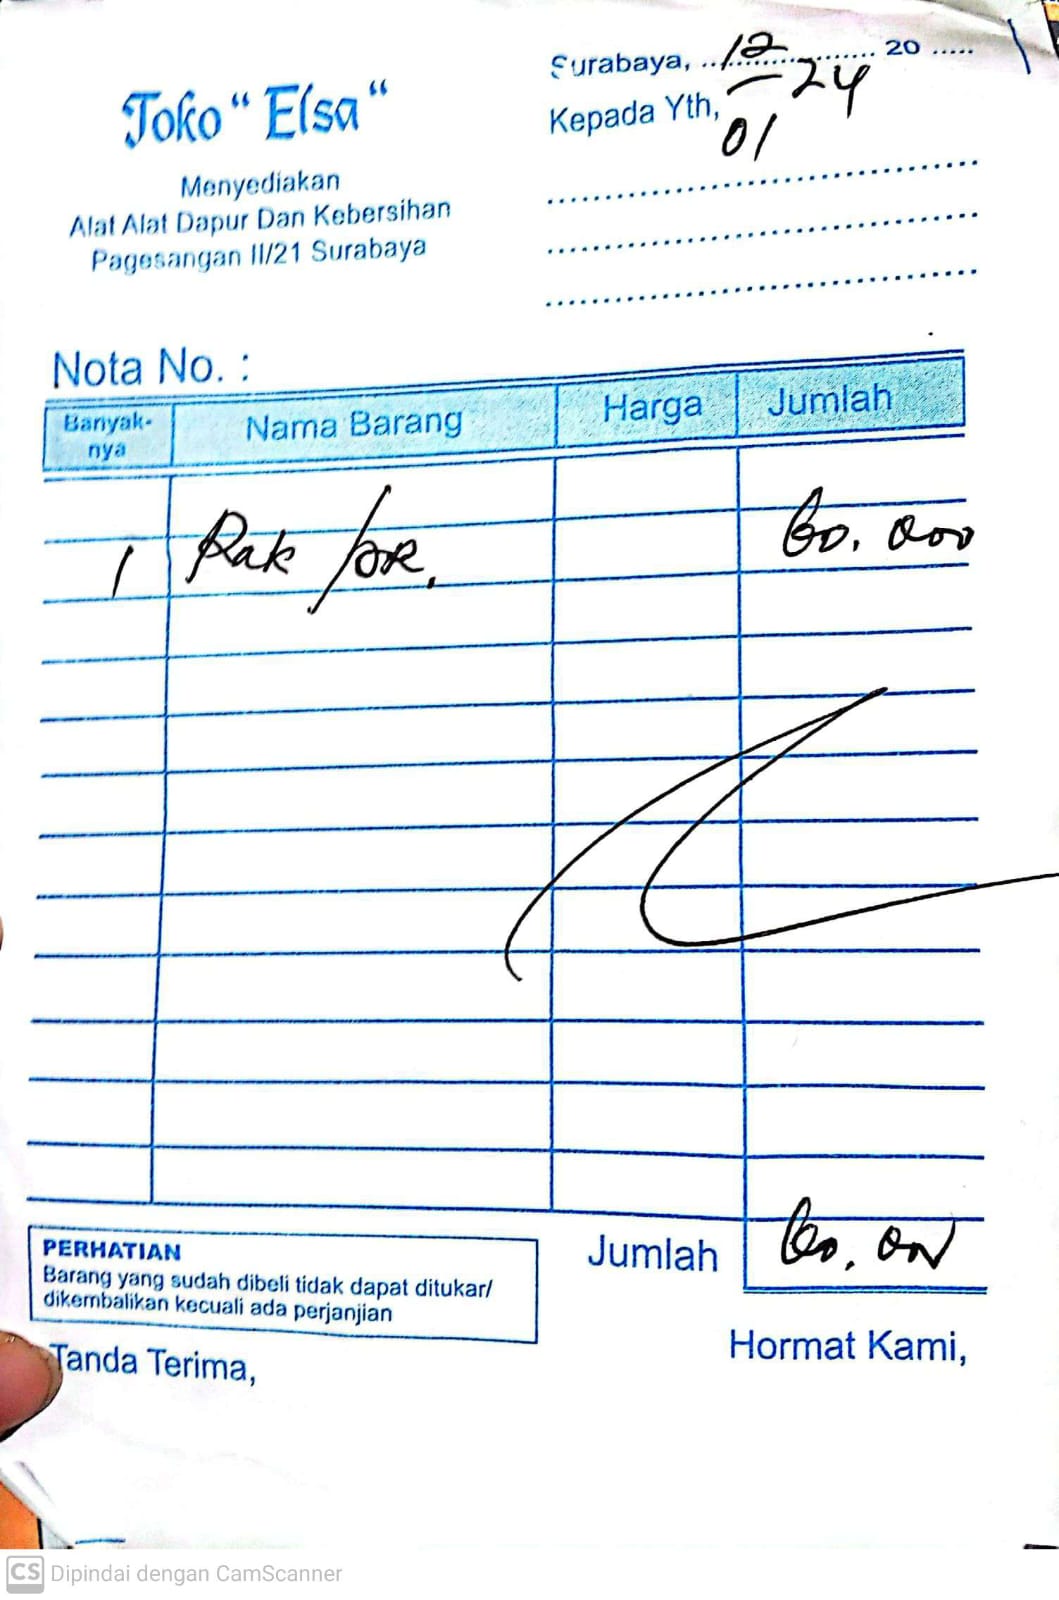 Surabaya, 12/01 - 24 20
Toko "Elsa"
Kepada Yth,
Menyediakan
Alat Alat Dapur Dan Kebersihan
Pagesangan II/21 Surabaya
Nota No. :
Banyak-nya Nama Barang Harga Jumlah
1 Rak 60.000
Jumlah 60.000
PERHATIAN
Barang yang sudah dibeli tidak dapat ditukar/
dikembalikan kecuali ada perjanjian
Tanda Terima,
Hormat Kami,
CS Dipindai dengan CamScanner